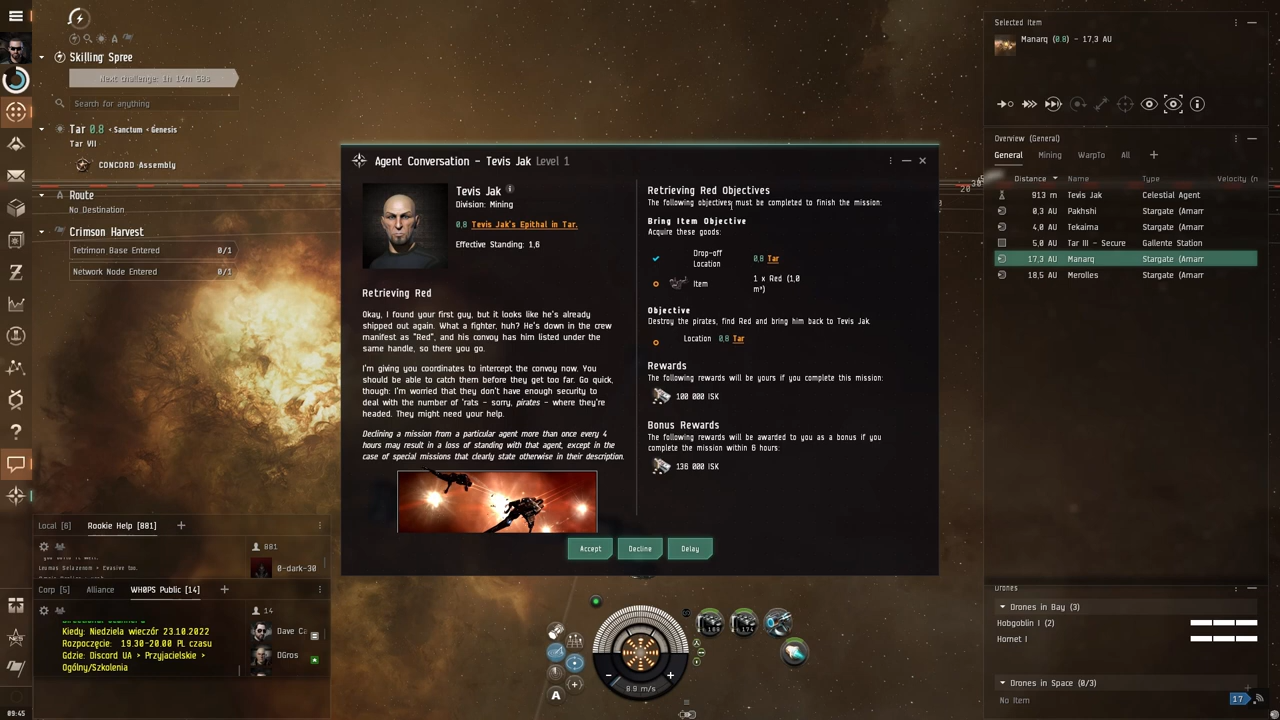 Skilling Spree
Next challenge: 1h 14m 58s
Search for anything
Tar 0.8 < Sanctum < Genesis
Tar VII
CONCORD Assembly
Route
No Destination
Crimson Harvest
Tetrimon Base Entered 0/1
Network Node Entered 0/1
Agent Conversation - Tevis Jak Level 1
Tevis Jak
Division: Mining
0,8 Tevis Jak's Epithal in Tar.
Effective Standing: 1,6
Retrieving Red
Okay, I found your first guy, but it looks like he's already
shipped out again. What a fighter, huh? He's down in the crew
manifest as "Red", and his convoy has him listed under the
same handle, so there you go.
I'm giving you coordinates to intercept the convoy now. You
should be able to catch them before they get too far. Go quick,
though: I'm worried that they don't have enough security to
deal with the number of 'rats - sorry, pirates - where they're
headed. They might need your help.
Declining a mission from a particular agent more than once every 4
hours may result in a loss of standing with that agent, except in the
case of special missions that clearly state otherwise in their description.
Retrieving Red Objectives
The following objectives must be completed to finish the mission:
Bring Item Objective
Acquire these goods:
Drop-off
Location
0,8 Tar
Item
1 x Red (1,0
m³)
Objective
Destroy the pirates, find Red and bring him back to Tevis Jak.
Location 0,8 Tar
Rewards
The following rewards will be yours if you complete this mission:
100 000 ISK
Bonus Rewards
The following rewards will be awarded to you as a bonus if you
complete the mission within 6 hours:
136 000 ISK
Accept
Decline
Delay
Selected Item
Manarq (0.8) - 17,3 AU
Overview (General)
General Mining WarpTo All
Distance Name Type Velocity (m
913 m Tevis Jak Celestial Agent
0,3 AU Pakhshi Stargate (Amarr
4,0 AU Tekaima Stargate (Amarr
5,0 AU Tar III - Secure Gallente Station
17,3 AU Manarq Stargate (Amarr
18,5 AU Merolles Stargate (Amarr
Local [6] Rookie Help [881]
881
0-dark-30
Corp [5] Alliance WHOPS Public [14]
14
Kiedy: Niedziela wieczór 23.10.2022
Rozpoczęcie: 19.30-20.00 PL czasu
Gdzie: Discord UA > Przyjacielskie >
Ogólny/Szkolenia
Dave Ca
OGros
8.9 m/s
Drones
Drones in Bay (3)
Hobgoblin I (2)
Hornet I
Drones in Space (0/3)
No Item
17
09:45